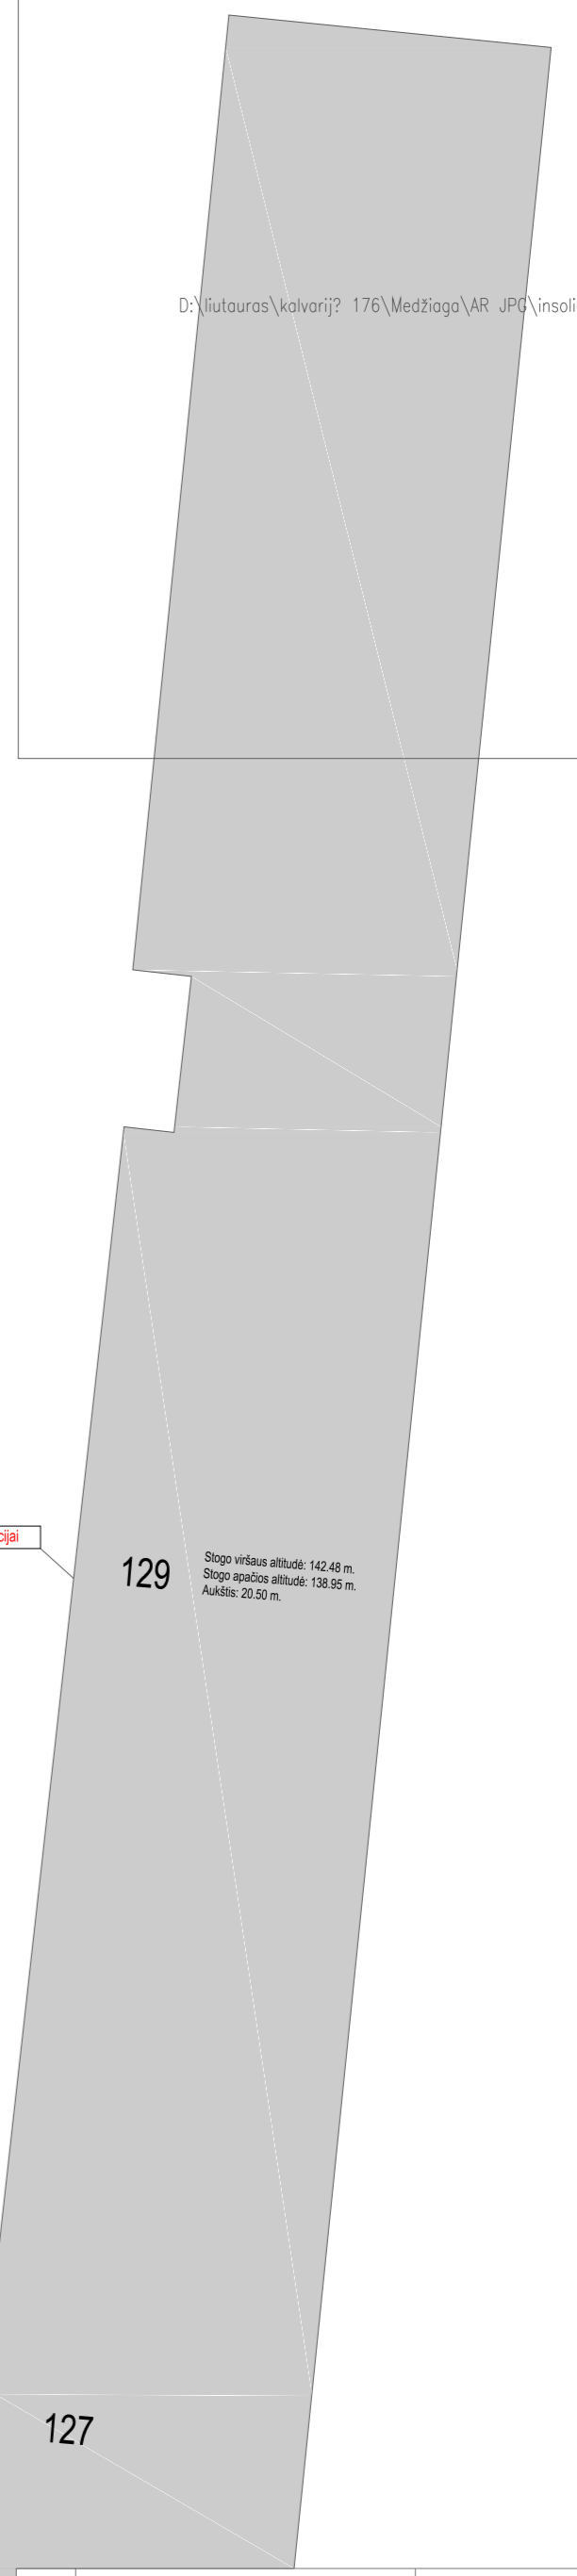 D:\liutauras\kalvarij? 176\Medžiaga\AR JPG\insoli
cijai
129
Stogo viršaus altitudė: 142.48 m.
Stogo apačios altitudė: 138.95 m.
Aukštis: 20.50 m.
127